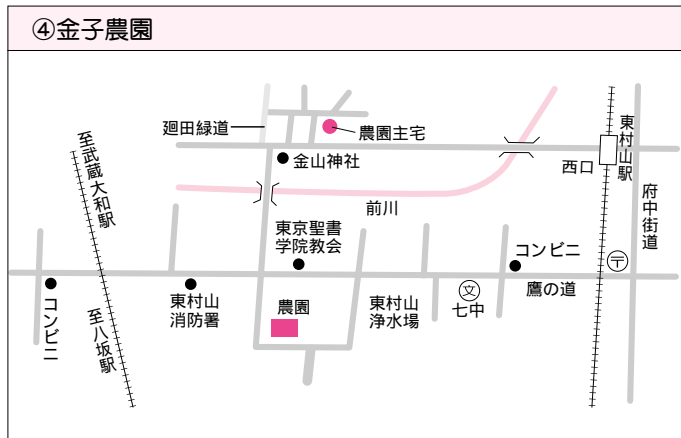 ④金子農園
廻田緑道
農園主宅
金山神社
東村山駅
西口
府中街道
至武蔵大和駅
前川
東京聖書
学院教会
コンビニ
〒
鷹の道
文
七中
コンビニ
東村山
消防署
農園
東村山
浄水場
至八坂駅